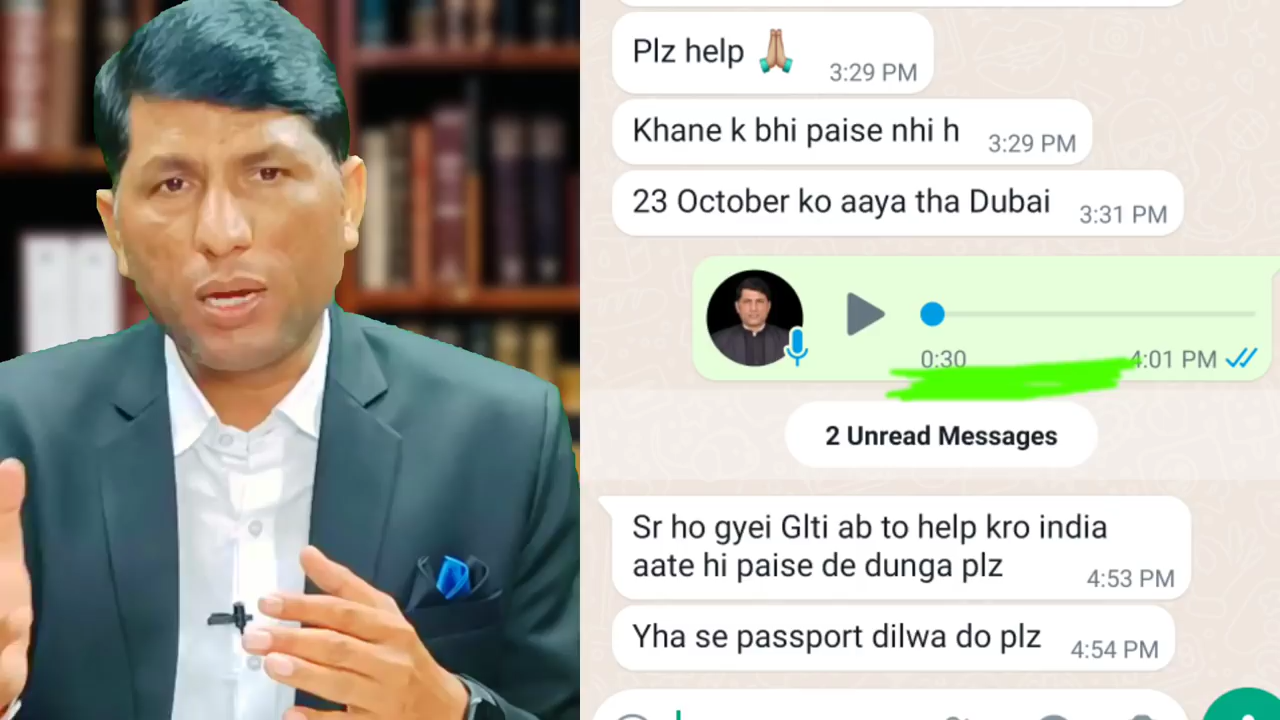 Plz help 🙏🏼
3:29 PM
Khane k bhi paise nhi h
3:29 PM
23 October ko aaya tha Dubai
3:31 PM
0:30
4:01 PM
2 Unread Messages
Sr ho gyei Glti ab to help kro india
aate hi paise de dunga plz
4:53 PM
Yha se passport dilwa do plz
4:54 PM